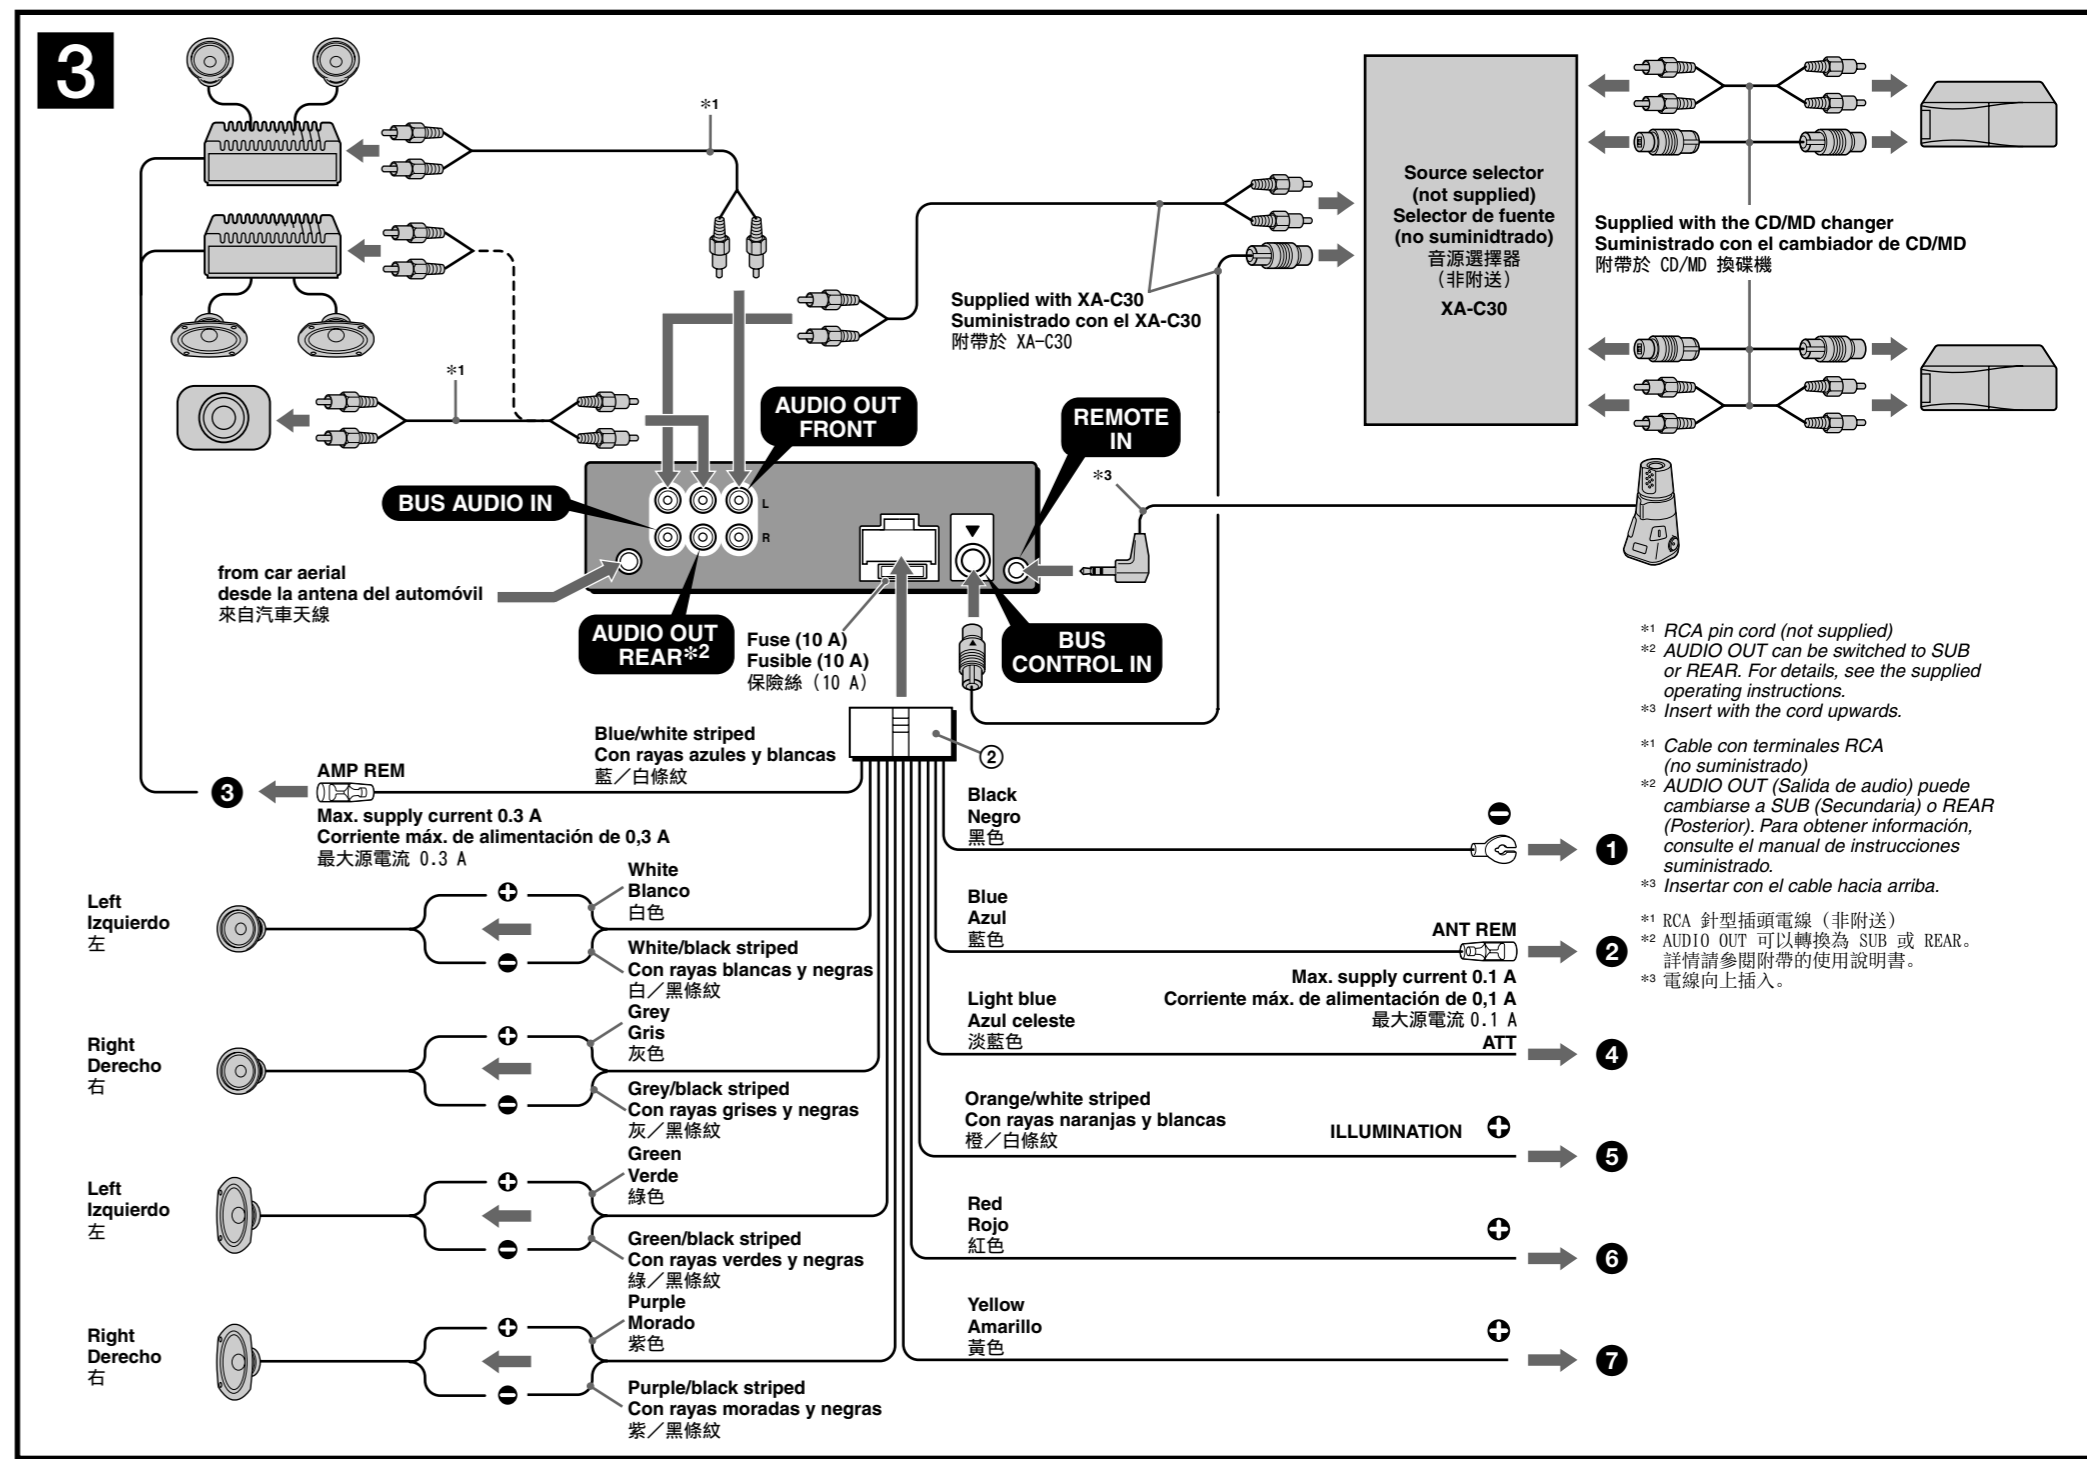 3
*1
Source selector
(not supplied)
Selector de fuente
(no suminidtrado)
音源選擇器
（非附送）
XA-C30
Supplied with the CD/MD changer
Suministrado con el cambiador de CD/MD
附帶於 CD/MD 換碟機
Supplied with XA-C30
Suministrado con el XA-C30
附帶於 XA-C30
*1
AUDIO OUT
FRONT
REMOTE
IN
*3
BUS AUDIO IN
L
R
from car aerial
desde la antena del automóvil
來自汽車天線
AUDIO OUT
REAR*2
Fuse (10 A)
Fusible (10 A)
保險絲（10 A）
BUS
CONTROL IN
*1 RCA pin cord (not supplied)
*2 AUDIO OUT can be switched to SUB
or REAR. For details, see the supplied
operating instructions.
*3 Insert with the cord upwards.
*1 Cable con terminales RCA
(no suministrado)
*2 AUDIO OUT (Salida de audio) puede
cambiarse a SUB (Secundaria) o REAR
(Posterior). Para obtener información,
consulte el manual de instrucciones
suministrado.
*3 Insertar con el cable hacia arriba.
*1 RCA 針型插頭電線（非附送）
*2 AUDIO OUT 可以轉換為 SUB 或 REAR。
詳情請參閱附帶的使用說明書。
*3 電線向上插入。
Blue/white striped
Con rayas azules y blancas
藍／白條紋
②
AMP REM
❸
Max. supply current 0.3 A
Corriente máx. de alimentación de 0,3 A
最大源電流 0.3 A
Black
Negro
黑色
⊖
❶
Left
Izquierdo
左
⊕
⊖
White
Blanco
白色
White/black striped
Con rayas blancas y negras
白／黑條紋
Blue
Azul
藍色
ANT REM
❷
Max. supply current 0.1 A
Corriente máx. de alimentación de 0,1 A
最大源電流 0.1 A
Right
Derecho
右
⊕
⊖
Grey
Gris
灰色
Grey/black striped
Con rayas grises y negras
灰／黑條紋
Light blue
Azul celeste
淡藍色
ATT
❹
Orange/white striped
Con rayas naranjas y blancas
橙／白條紋
ILLUMINATION ⊕
❺
Left
Izquierdo
左
⊕
⊖
Green
Verde
綠色
Green/black striped
Con rayas verdes y negras
綠／黑條紋
Red
Rojo
紅色
⊕
❻
Right
Derecho
右
⊕
⊖
Purple
Morado
紫色
Purple/black striped
Con rayas moradas y negras
紫／黑條紋
Yellow
Amarillo
黃色
⊕
❼